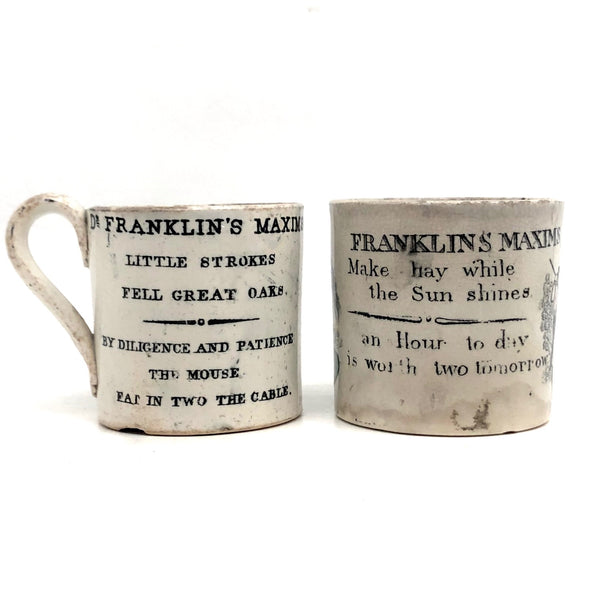 Dr FRANKLIN'S MAXIMS
LITTLE STROKES
FELL GREAT OAKS.
BY DILIGENCE AND PATIENCE
THE MOUSE
EAT IN TWO THE CABLE.
FRANKLINS MAXIMS
Make hay while
the Sun shines
an Hour to day
is worth two tomorrow